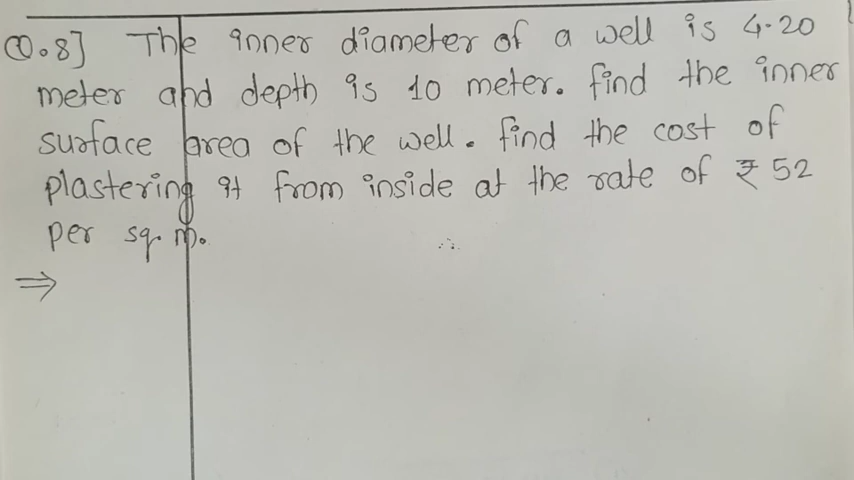 Q.8] The inner diameter of a well is 4.20
meter and depth is 10 meter. find the inner
surface area of the well. find the cost of
plastering it from inside at the rate of ₹ 52
per sq. m.
⇒